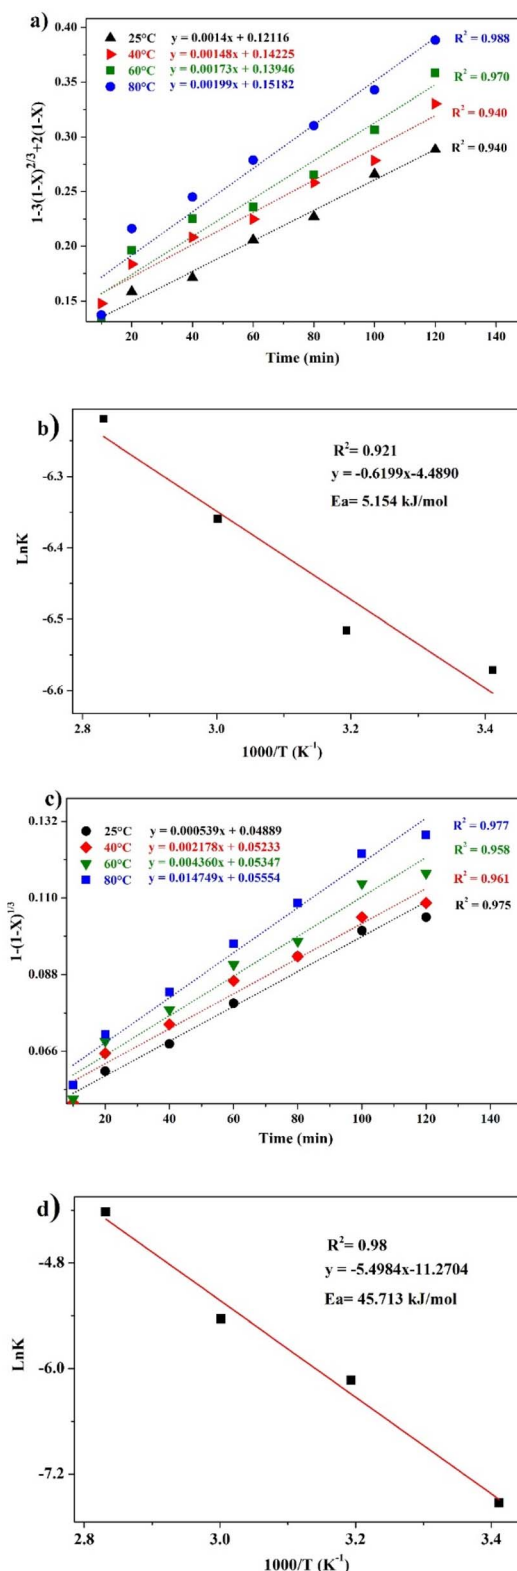 a)
25°C y = 0.0014x + 0.12116
40°C y = 0.00148x + 0.14225
60°C y = 0.00173x + 0.13946
80°C y = 0.00199x + 0.15182
R² = 0.988
R² = 0.970
R² = 0.940
R² = 0.940
0.40
0.35
0.30
0.25
0.20
0.15
1-3(1-X)^2/3+2(1-X)
20 40 60 80 100 120 140
Time (min)
b)
R²= 0.921
y = -0.6199x-4.4890
Ea= 5.154 kJ/mol
-6.3
-6.4
-6.5
-6.6
LnK
2.8 3.0 3.2 3.4
1000/T (K⁻¹)
c)
25°C y = 0.000539x + 0.04889
40°C y = 0.002178x + 0.05233
60°C y = 0.004360x + 0.05347
80°C y = 0.014749x + 0.05554
R² = 0.977
R² = 0.958
R² = 0.961
R² = 0.975
0.132
0.110
0.088
0.066
1-(1-X)^1/3
20 40 60 80 100 120 140
Time (min)
d)
R²= 0.98
y = -5.4984x-11.2704
Ea= 45.713 kJ/mol
-4.8
-6.0
-7.2
LnK
2.8 3.0 3.2 3.4
1000/T (K⁻¹)